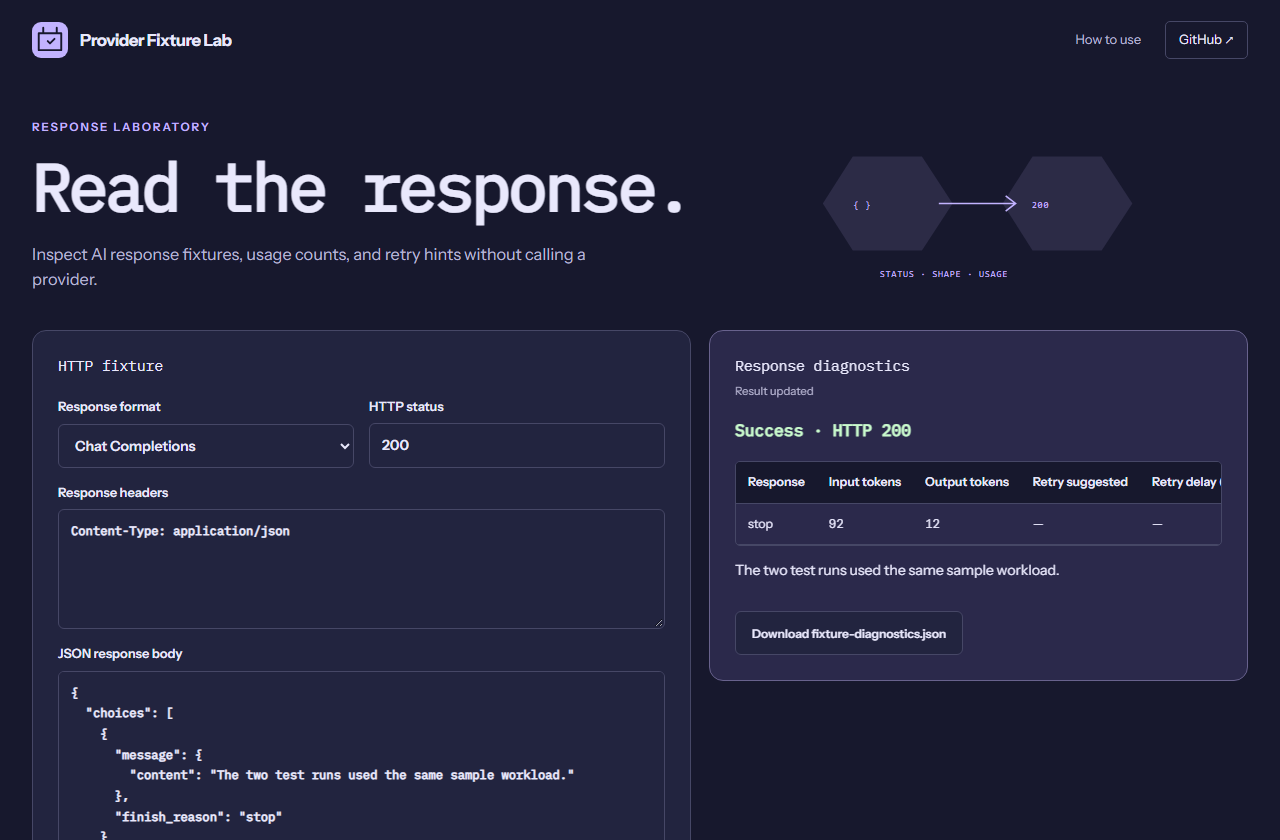 Provider Fixture Lab
How to use
GitHub ↗
RESPONSE LABORATORY
Read the response.
Inspect AI response fixtures, usage counts, and retry hints without calling a
provider.
{ }
200
STATUS · SHAPE · USAGE
HTTP fixture
Response format
HTTP status
Chat Completions
200
Response headers
Content-Type: application/json
JSON response body
{
"choices": [
{
"message": {
"content": "The two test runs used the same sample workload."
},
"finish_reason": "stop"
}
Response diagnostics
Result updated
Success · HTTP 200
Response Input tokens Output tokens Retry suggested Retry delay
stop 92 12 — —
The two test runs used the same sample workload.
Download fixture-diagnostics.json